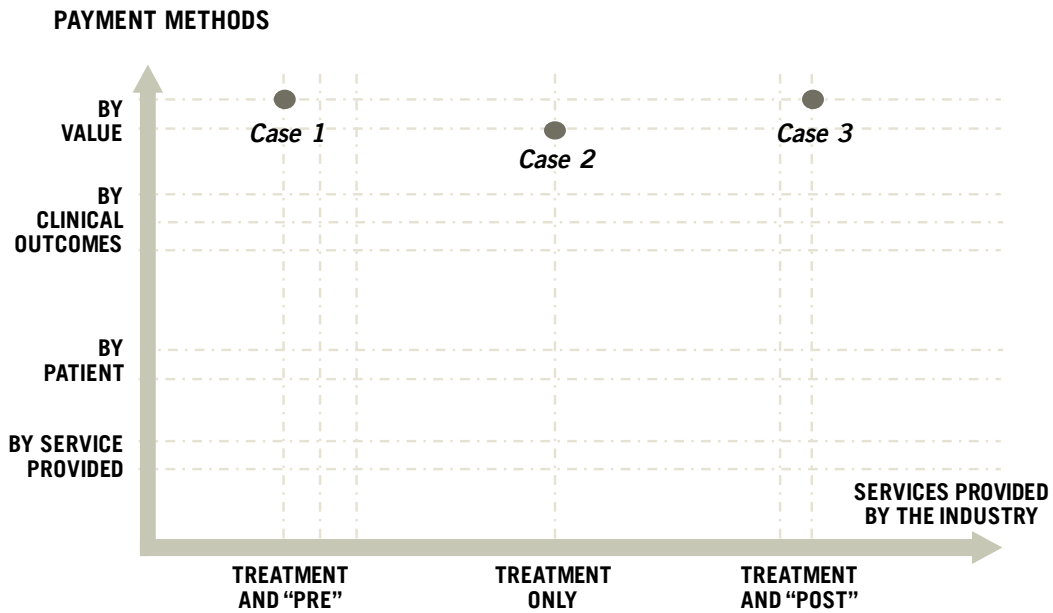 PAYMENT METHODS
BY
VALUE
Case 1
Case 2
Case 3
BY
CLINICAL
OUTCOMES
BY
PATIENT
BY SERVICE
PROVIDED
SERVICES PROVIDED
BY THE INDUSTRY
TREATMENT
AND “PRE”
TREATMENT
ONLY
TREATMENT
AND “POST”